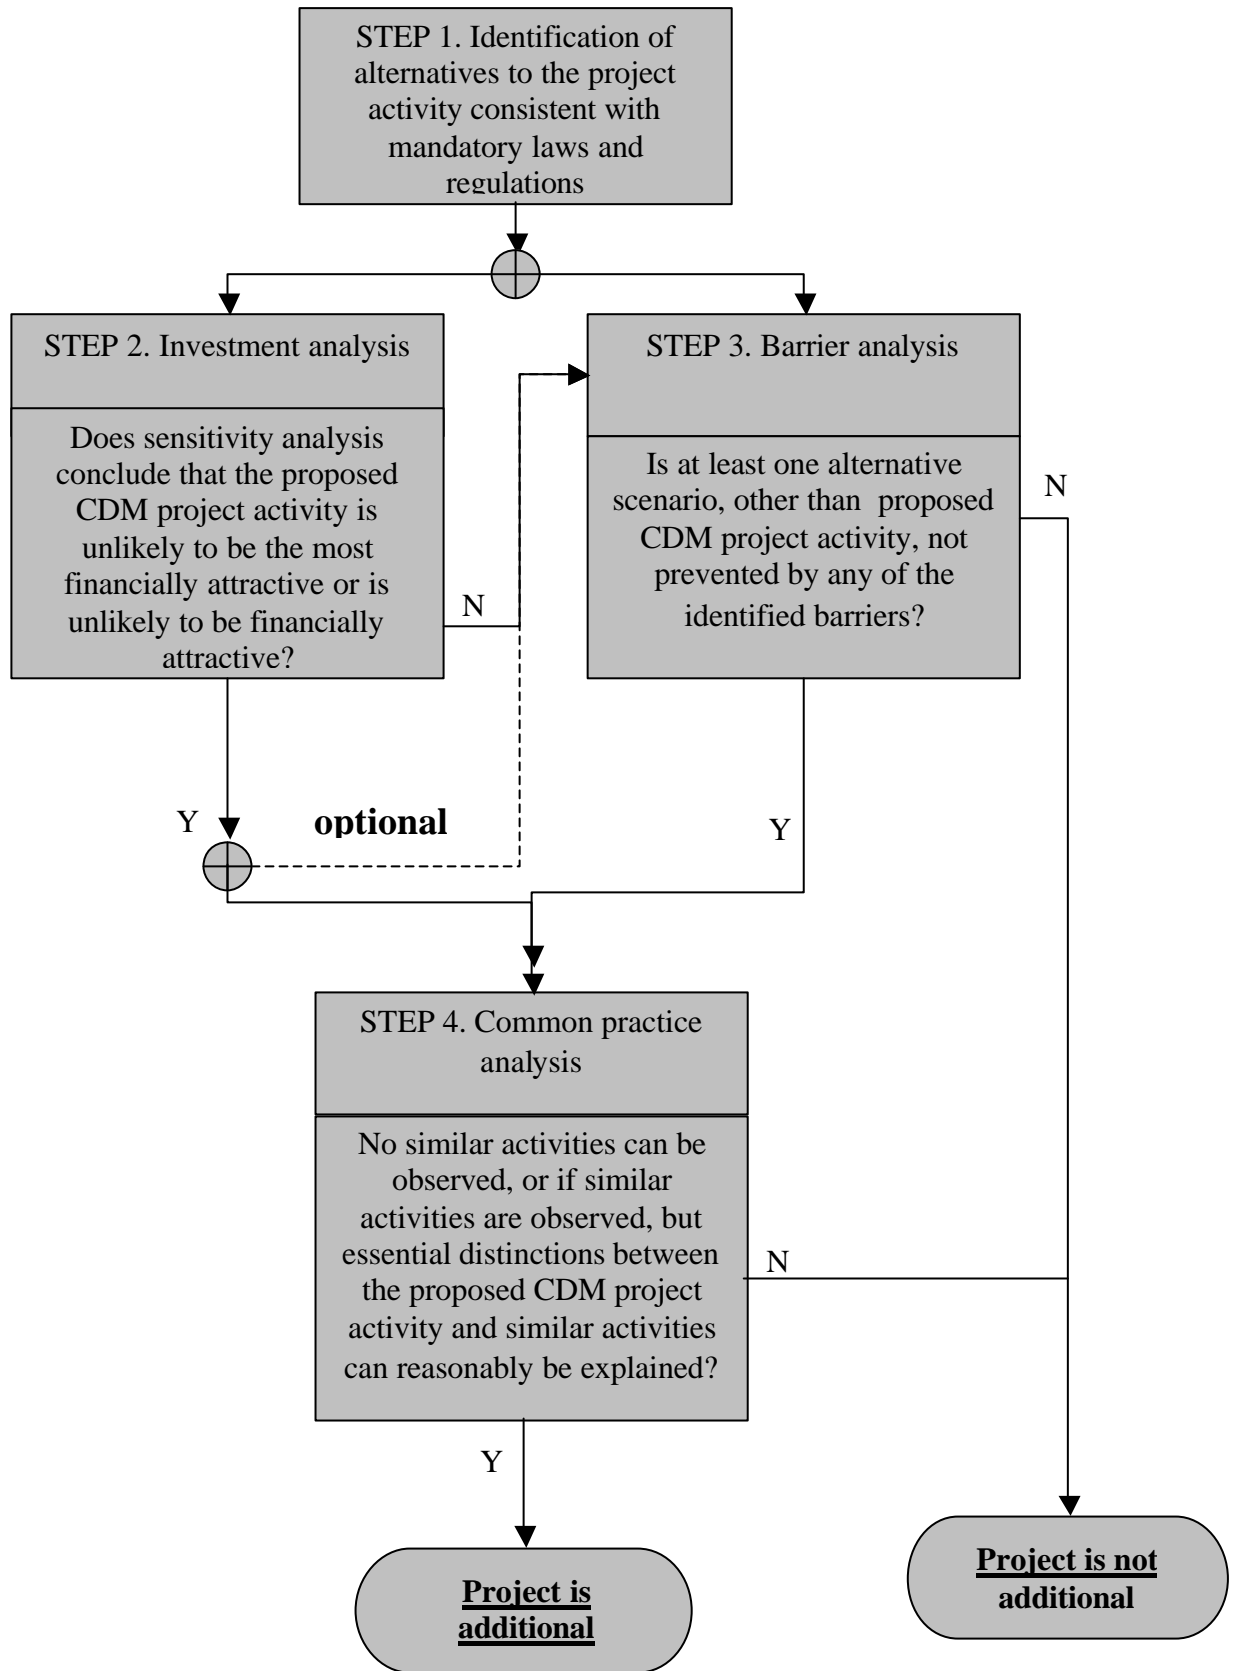 STEP 1. Identification of
alternatives to the project
activity consistent with
mandatory laws and
regulations
STEP 2. Investment analysis
Does sensitivity analysis
conclude that the proposed
CDM project activity is
unlikely to be the most
financially attractive or is
unlikely to be financially
attractive?
N
STEP 3. Barrier analysis
Is at least one alternative
scenario, other than proposed
CDM project activity, not
prevented by any of the
identified barriers?
N
Y
optional
Y
STEP 4. Common practice
analysis
No similar activities can be
observed, or if similar
activities are observed, but
essential distinctions between
the proposed CDM project
activity and similar activities
can reasonably be explained?
N
Y
Project is
additional
Project is not
additional